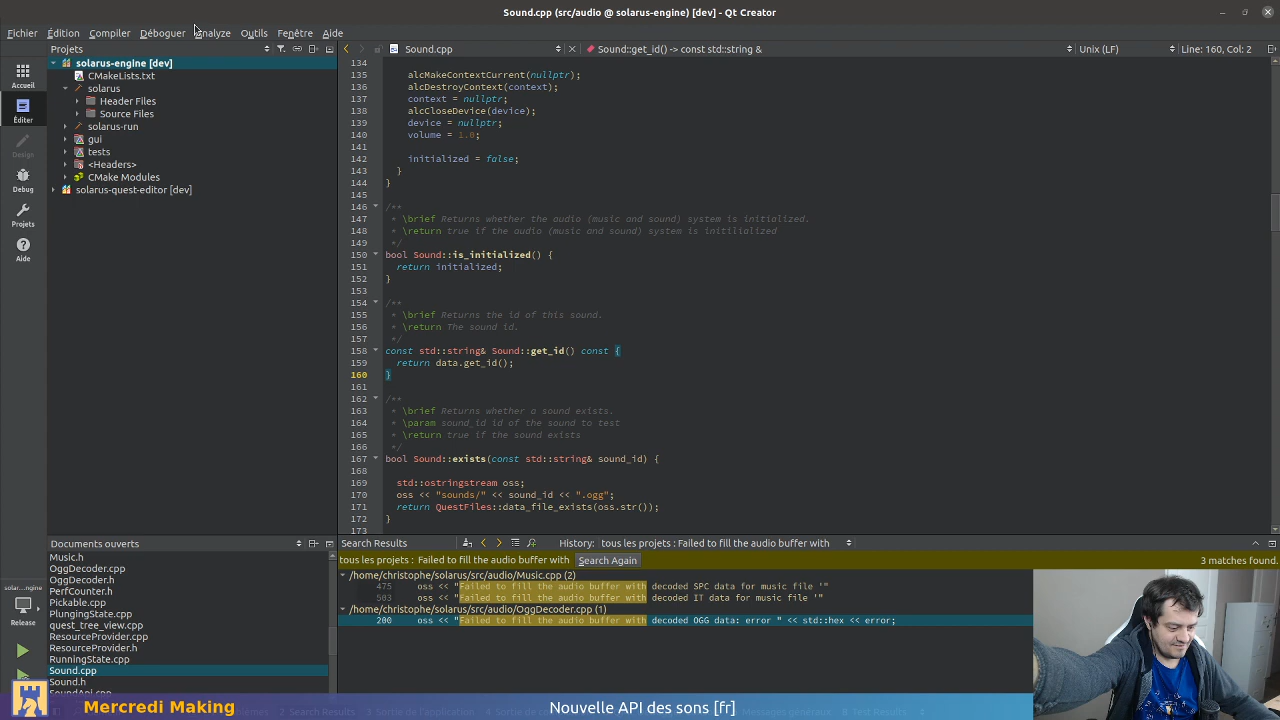 Sound.cpp (src/audio @ solarus-engine) [dev] - Qt Creator
Fichier Édition Compiler Déboguer Analyze Outils Fenêtre Aide
Projets
Sound.cpp
Sound::get_id() -> const std::string &
Unix (LF)
Line: 160, Col: 2
Accueil
Éditer
Design
Debug
Projets
Aide
solarus-engine [dev]
CMakeLists.txt
solarus
Header Files
Source Files
solarus-run
gui
tests
<Headers>
CMake Modules
solarus-quest-editor [dev]
134
135 alcMakeContextCurrent(nullptr);
136 alcDestroyContext(context);
137 context = nullptr;
138 alcCloseDevice(device);
139 device = nullptr;
140 volume = 1.0;
141
142 initialized = false;
143 }
144 }
145
146 /**
147 * \brief Returns whether the audio (music and sound) system is initialized.
148 * \return true if the audio (music and sound) system is initilialized
149 */
150 bool Sound::is_initialized() {
151 return initialized;
152 }
153
154 /**
155 * \brief Returns the id of this sound.
156 * \return The sound id.
157 */
158 const std::string& Sound::get_id() const {
159 return data.get_id();
160 }
161
162 /**
163 * \brief Returns whether a sound exists.
164 * \param sound_id id of the sound to test
165 * \return true if the sound exists
166 */
167 bool Sound::exists(const std::string& sound_id) {
168
169 std::ostringstream oss;
170 oss << "sounds/" << sound_id << ".ogg";
171 return QuestFiles::data_file_exists(oss.str());
172 }
173
Documents ouverts
Music.h
OggDecoder.cpp
OggDecoder.h
PerfCounter.h
Pickable.cpp
PlungingState.cpp
quest_tree_view.cpp
ResourceProvider.cpp
ResourceProvider.h
RunningState.cpp
Sound.cpp
Sound.h
SoundApi.cpp
solar...ngine
Release
Search Results
History: tous les projets : Failed to fill the audio buffer with
tous les projets : Failed to fill the audio buffer with Search Again
3 matches found.
/home/christophe/solarus/src/audio/Music.cpp (2)
475 oss << "Failed to fill the audio buffer with decoded SPC data for music file '"
503 oss << "Failed to fill the audio buffer with decoded IT data for music file '"
/home/christophe/solarus/src/audio/OggDecoder.cpp (1)
200 oss << "Failed to fill the audio buffer with decoded OGG data: error " << std::hex << error;
Mercredi Making
Nouvelle API des sons [fr]